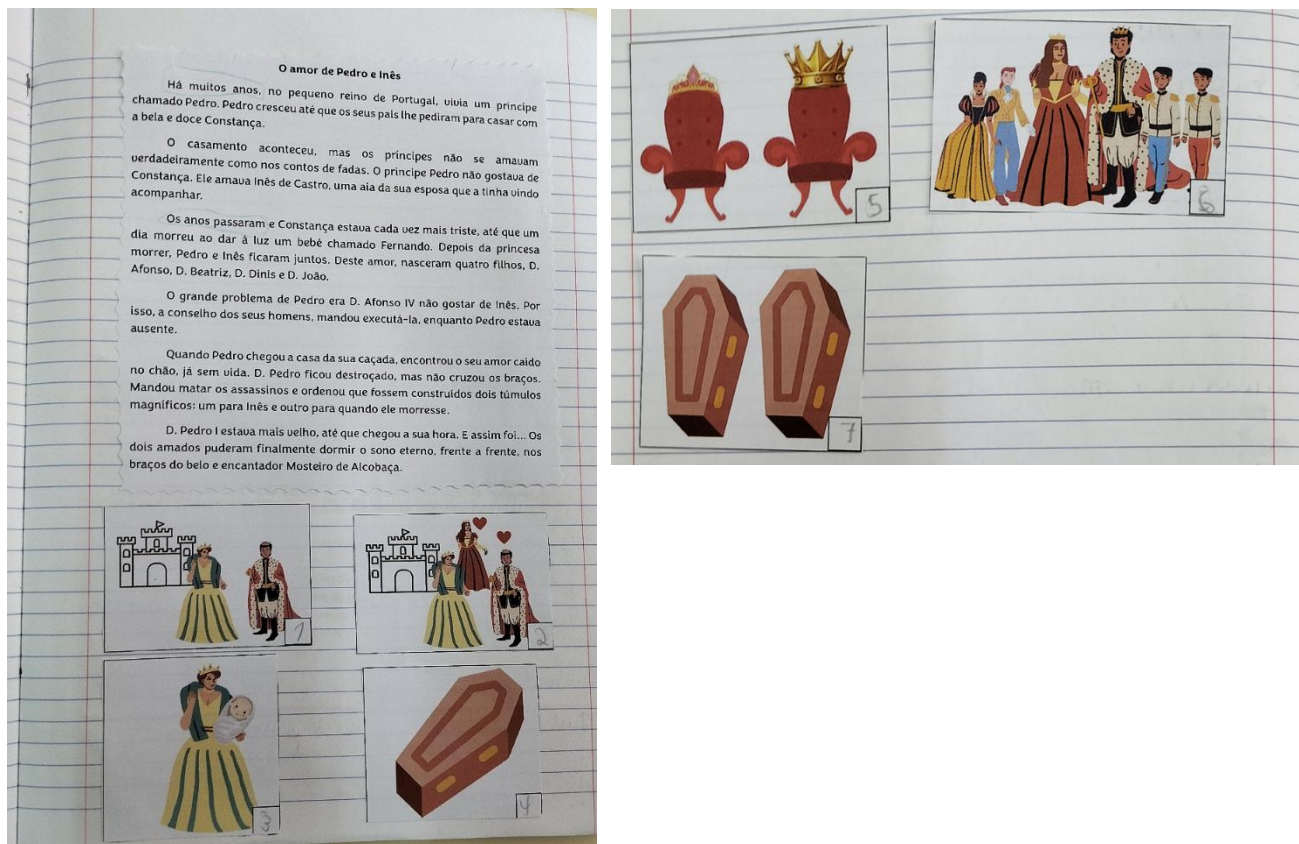 O amor de Pedro e Inês
Há muitos anos, no pequeno reino de Portugal, vivia um príncipe
chamado Pedro. Pedro cresceu até que os seus pais lhe pediram para casar com
a bela e doce Constança.
O casamento aconteceu, mas os príncipes não se amavam
verdadeiramente como nos contos de fadas. O príncipe Pedro não gostava de
Constança. Ele amava Inês de Castro, uma aia da sua esposa que a tinha vindo
acompanhar.
Os anos passaram e Constança estava cada vez mais triste, até que um
dia morreu ao dar à luz um bebé chamado Fernando. Depois da princesa
morrer, Pedro e Inês ficaram juntos. Deste amor, nasceram quatro filhos, D.
Afonso, D. Beatriz, D. Dinis e D. João.
O grande problema de Pedro era D. Afonso IV não gostar de Inês. Por
isso, a conselho dos seus homens, mandou executá-la, enquanto Pedro estava
ausente.
Quando Pedro chegou a casa da sua caçada, encontrou o seu amor caído
no chão, já sem vida. D. Pedro ficou destroçado, mas não cruzou os braços.
Mandou matar os assassinos e ordenou que fossem construídos dois túmulos
magníficos: um para Inês e outro para quando ele morresse.
D. Pedro I estava mais velho, até que chegou a sua hora. E assim foi... Os
dois amados puderam finalmente dormir o sono eterno, frente a frente, nos
braços do belo e encantador Mosteiro de Alcobaça.
1
2
3
4
5
6
7